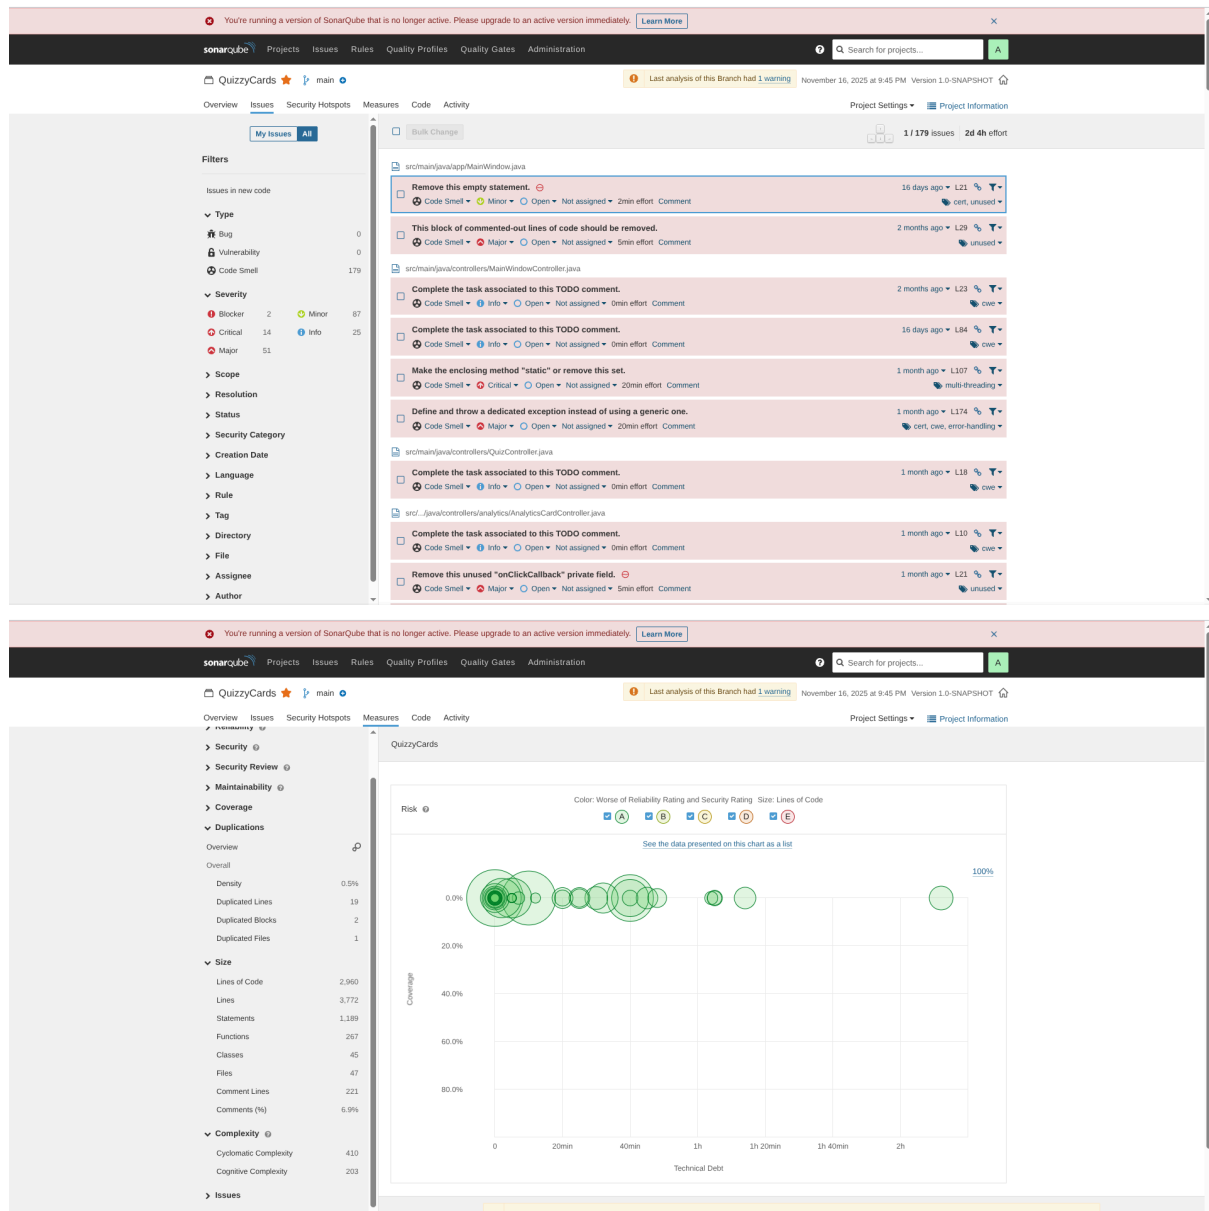 You're running a version of SonarQube that is no longer active. Please upgrade to an active version immediately. Learn More
sonarqube Projects Issues Rules Quality Profiles Quality Gates Administration Search for projects... A
QuizzyCards main Last analysis of this Branch had 1 warning November 16, 2025 at 9:45 PM Version 1.0-SNAPSHOT
Overview Issues Security Hotspots Measures Code Activity Project Settings Project Information
My Issues All
Bulk Change
1 / 179 issues 2d 4h effort
Filters
Issues in new code
Type
Bug 0
Vulnerability 0
Code Smell 179
Severity
Blocker 2 Minor 87
Critical 14 Info 25
Major 51
Scope
Resolution
Status
Security Category
Creation Date
Language
Rule
Tag
Directory
File
Assignee
Author
src/main/java/app/MainWindow.java
Remove this empty statement. 16 days ago L21
Code Smell Minor Open Not assigned 2min effort Comment cert, unused
This block of commented-out lines of code should be removed. 2 months ago L29
Code Smell Major Open Not assigned 5min effort Comment unused
src/main/java/controllers/MainWindowController.java
Complete the task associated to this TODO comment. 2 months ago L23
Code Smell Info Open Not assigned 0min effort Comment cwe
Complete the task associated to this TODO comment. 16 days ago L84
Code Smell Info Open Not assigned 0min effort Comment cwe
Make the enclosing method "static" or remove this set. 1 month ago L107
Code Smell Critical Open Not assigned 20min effort Comment multi-threading
Define and throw a dedicated exception instead of using a generic one. 1 month ago L174
Code Smell Major Open Not assigned 20min effort Comment cert, cwe, error-handling
src/main/java/controllers/QuizController.java
Complete the task associated to this TODO comment. 1 month ago L18
Code Smell Info Open Not assigned 0min effort Comment cwe
src/.../java/controllers/analytics/AnalyticsCardController.java
Complete the task associated to this TODO comment. 1 month ago L10
Code Smell Info Open Not assigned 0min effort Comment cwe
Remove this unused "onClickCallback" private field. 1 month ago L21
Code Smell Major Open Not assigned 5min effort Comment unused
You're running a version of SonarQube that is no longer active. Please upgrade to an active version immediately. Learn More
sonarqube Projects Issues Rules Quality Profiles Quality Gates Administration Search for projects... A
QuizzyCards main Last analysis of this Branch had 1 warning November 16, 2025 at 9:45 PM Version 1.0-SNAPSHOT
Overview Issues Security Hotspots Measures Code Activity Project Settings Project Information
Reliability
Security
Security Review
Maintainability
Coverage
Duplications
Overview
Overall
Density 0.5%
Duplicated Lines 19
Duplicated Blocks 2
Duplicated Files 1
Size
Lines of Code 2,960
Lines 3,772
Statements 1,189
Functions 267
Classes 45
Files 47
Comment Lines 221
Comments (%) 6.9%
Complexity
Cyclomatic Complexity 410
Cognitive Complexity 203
Issues
QuizzyCards
Risk
Color: Worse of Reliability Rating and Security Rating Size: Lines of Code
A B C D E
See the data presented on this chart as a list
100%
0.0%
20.0%
40.0%
60.0%
80.0%
Coverage
0 20min 40min 1h 1h 20min 1h 40min 2h
Technical Debt